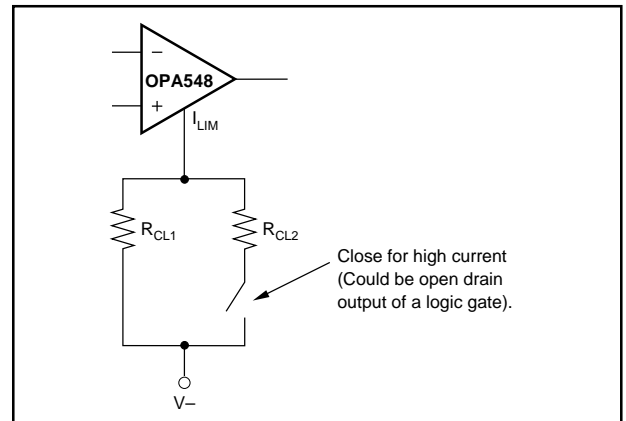 −
OPA548
+
I_LIM
R_CL1
R_CL2
Close for high current
(Could be open drain
output of a logic gate).
V–